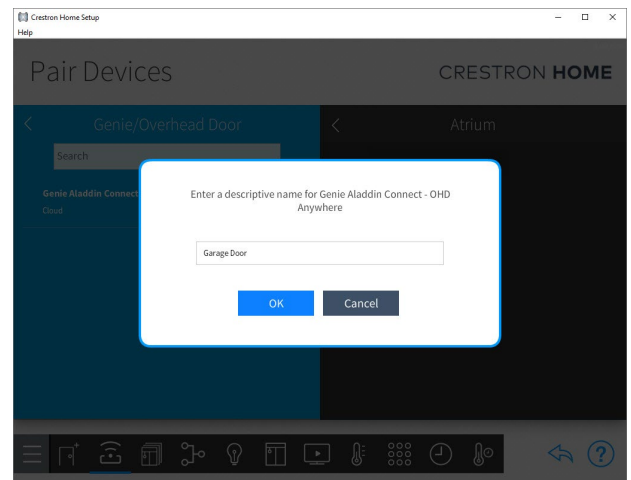 Crestron Home Setup
Help
Pair Devices
CRESTRON HOME
Genie/Overhead Door
Atrium
Search
Genie Aladdin Connect
Cloud
Enter a descriptive name for Genie Aladdin Connect - OHD
Anywhere
Garage Door
OK
Cancel
?